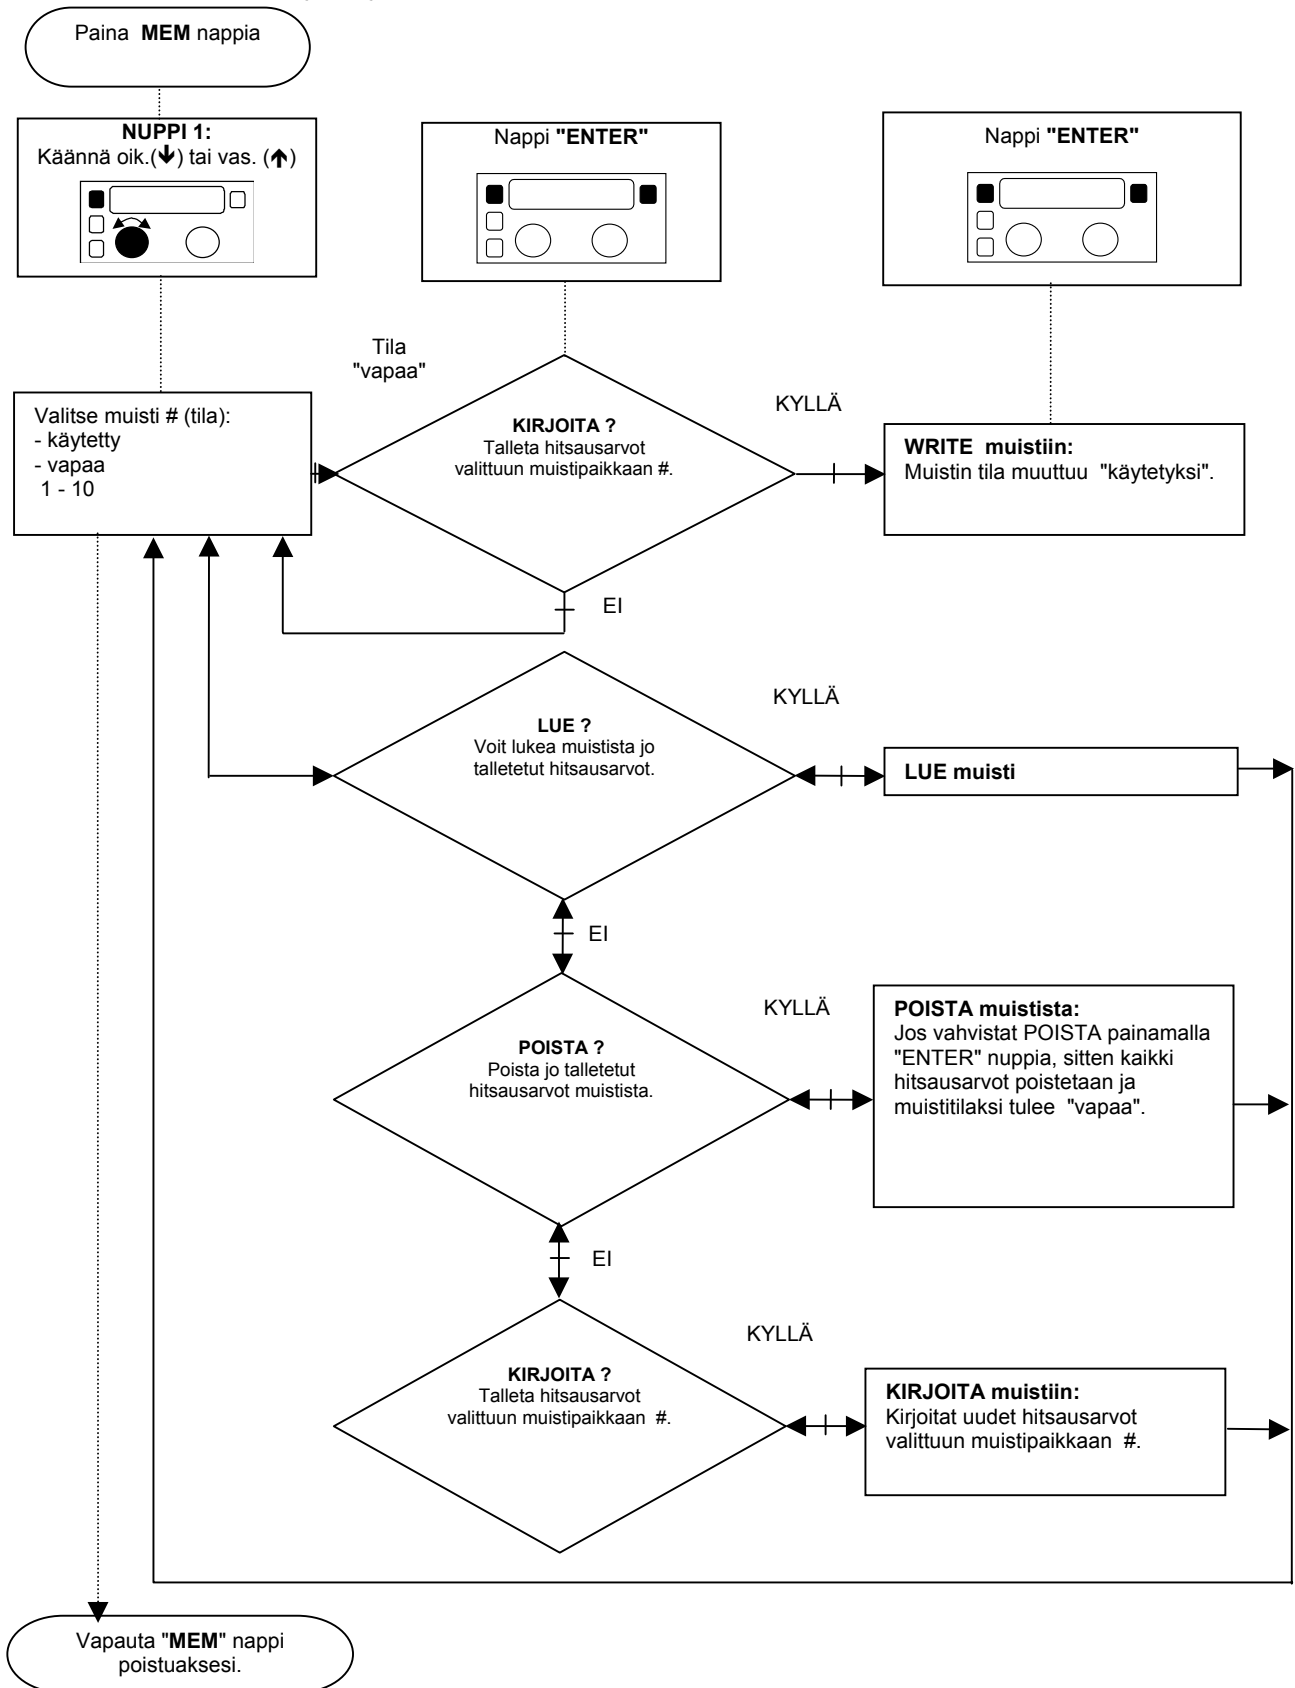 Paina MEM nappia
NUPPI 1:
Käännä oik.(🡻) tai vas. (🡹)
Nappi "ENTER"
Nappi "ENTER"
Tila
"vapaa"
Valitse muisti # (tila):
- käytetty
- vapaa
1 - 10
KIRJOITA ?
Talleta hitsausarvot
valittuun muistipaikkaan #.
KYLLÄ
WRITE muistiin:
Muistin tila muuttuu "käytetyksi".
EI
LUE ?
Voit lukea muistista jo
talletetut hitsausarvot.
KYLLÄ
LUE muisti
EI
POISTA ?
Poista jo talletetut
hitsausarvot muistista.
KYLLÄ
POISTA muistista:
Jos vahvistat POISTA painamalla
"ENTER" nuppia, sitten kaikki
hitsausarvot poistetaan ja
muistitilaksi tulee "vapaa".
EI
KIRJOITA ?
Talleta hitsausarvot
valittuun muistipaikkaan #.
KYLLÄ
KIRJOITA muistiin:
Kirjoitat uudet hitsausarvot
valittuun muistipaikkaan #.
Vapauta "MEM" nappi
poistuaksesi.